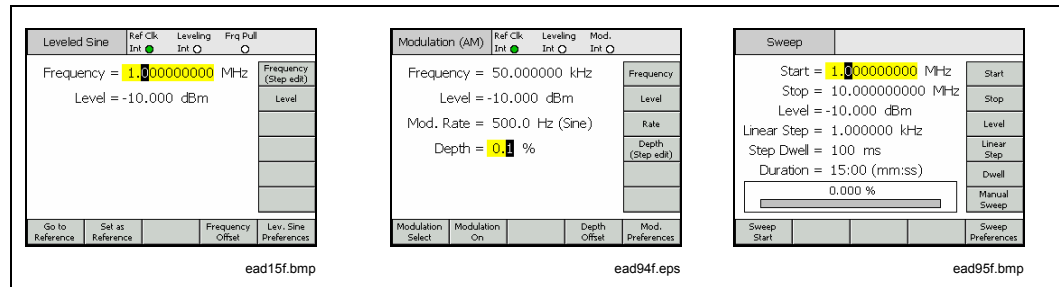 Leveled Sine
Ref Clk Leveling Frq Pull
Int Int
Frequency = 1.000000000 MHz
Level = -10.000 dBm
Frequency
(Step edit)
Level
Go to
Reference
Set as
Reference
Frequency
Offset
Lev. Sine
Preferences
ead15f.bmp
Modulation (AM)
Ref Clk Leveling Mod.
Int Int Int
Frequency = 50.000000 kHz
Level = -10.000 dBm
Mod. Rate = 500.0 Hz (Sine)
Depth = 0.1 %
Frequency
Level
Rate
Depth
(Step edit)
Modulation
Select
Modulation
On
Depth
Offset
Mod.
Preferences
ead94f.eps
Sweep
Start = 1.000000000 MHz
Stop = 10.000000000 MHz
Level = -10.000 dBm
Linear Step = 1.000000 kHz
Step Dwell = 100 ms
Duration = 15:00 (mm:ss)
0.000 %
Start
Stop
Level
Linear
Step
Dwell
Manual
Sweep
Sweep
Start
Sweep
Preferences
ead95f.bmp